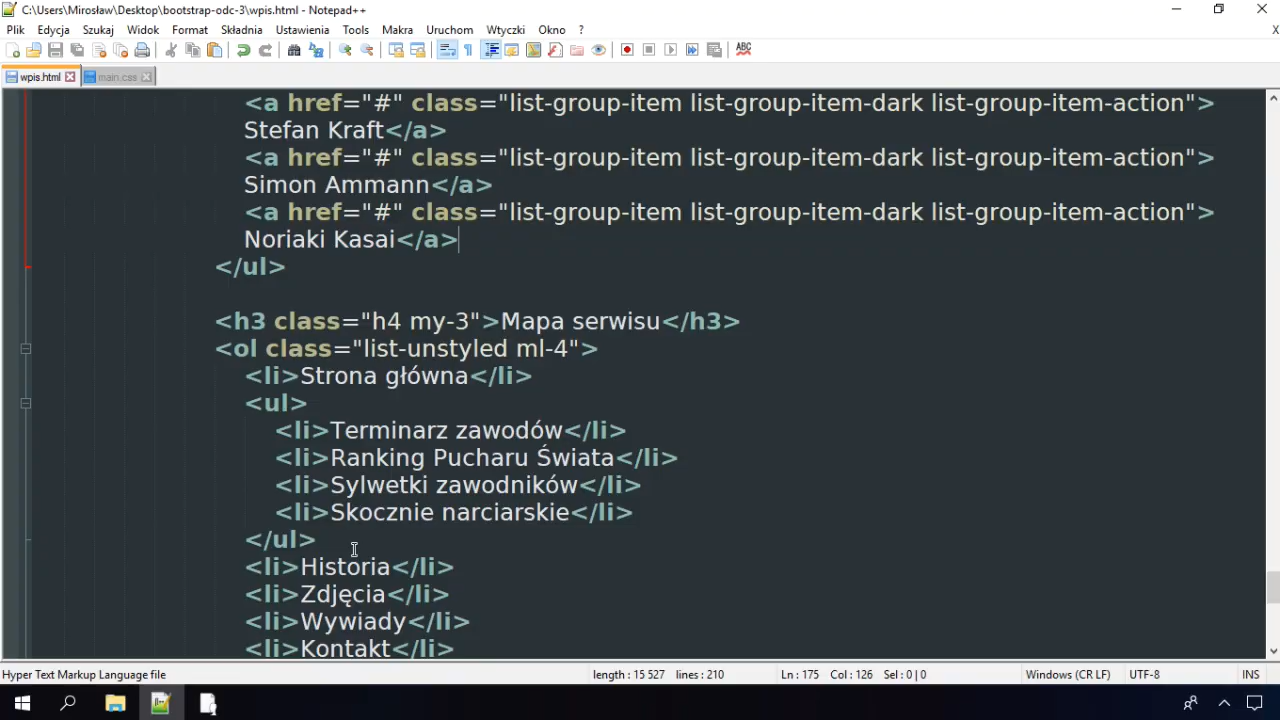 C:\Users\Mirosław\Desktop\bootstrap-odc-3\wpis.html - Notepad++
Plik Edycja Szukaj Widok Format Składnia Ustawienia Tools Makra Uruchom Wtyczki Okno ? X
ABC
wpis.html main.css
<a href="#" class="list-group-item list-group-item-dark list-group-item-action">
Stefan Kraft</a>
<a href="#" class="list-group-item list-group-item-dark list-group-item-action">
Simon Ammann</a>
<a href="#" class="list-group-item list-group-item-dark list-group-item-action">
Noriaki Kasai</a>
</ul>
<h3 class="h4 my-3">Mapa serwisu</h3>
<ol class="list-unstyled ml-4">
<li>Strona główna</li>
<ul>
<li>Terminarz zawodów</li>
<li>Ranking Pucharu Świata</li>
<li>Sylwetki zawodników</li>
<li>Skocznie narciarskie</li>
</ul>
<li>Historia</li>
<li>Zdjęcia</li>
<li>Wywiady</li>
<li>Kontakt</li>
Hyper Text Markup Language file length : 15 527 lines : 210 Ln : 175 Col : 126 Sel : 0 | 0 Windows (CR LF) UTF-8 INS